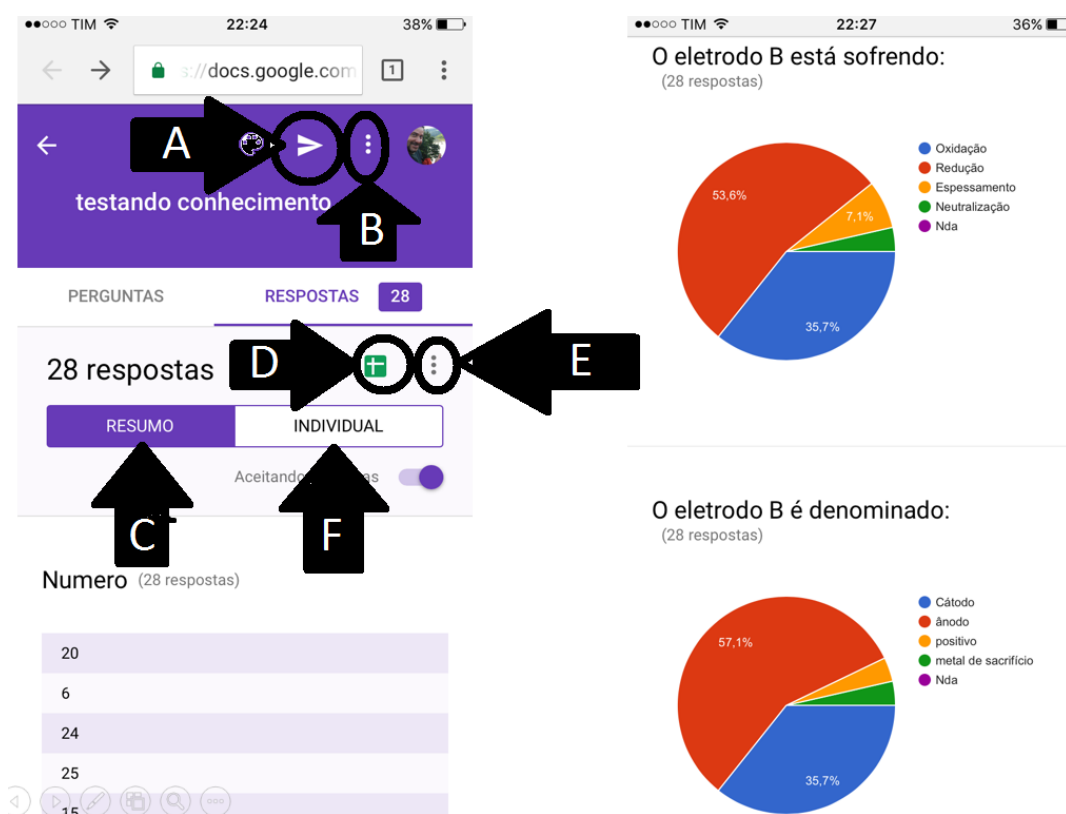 TIM 22:24 38%
docs.google.com 1
A
testando conhecimento
B
PERGUNTAS RESPOSTAS 28
28 respostas D E
RESUMO INDIVIDUAL
Aceitando
C F
Numero (28 respostas)
20
6
24
25
15
TIM 22:27 36%
O eletrodo B está sofrendo:
(28 respostas)
Oxidação
Redução
Espessamento
Neutralização
Nda
53,6%
7,1%
35,7%
O eletrodo B é denominado:
(28 respostas)
Cátodo
ânodo
positivo
metal de sacrifício
Nda
57,1%
35,7%